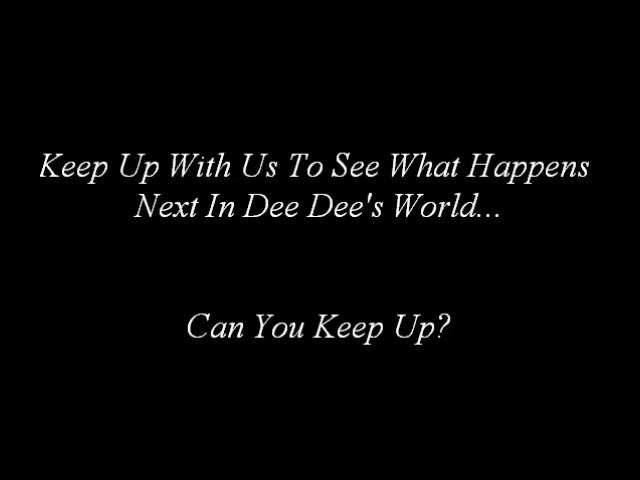 Keep Up With Us To See What Happens
Next In Dee Dee's World...
Can You Keep Up?